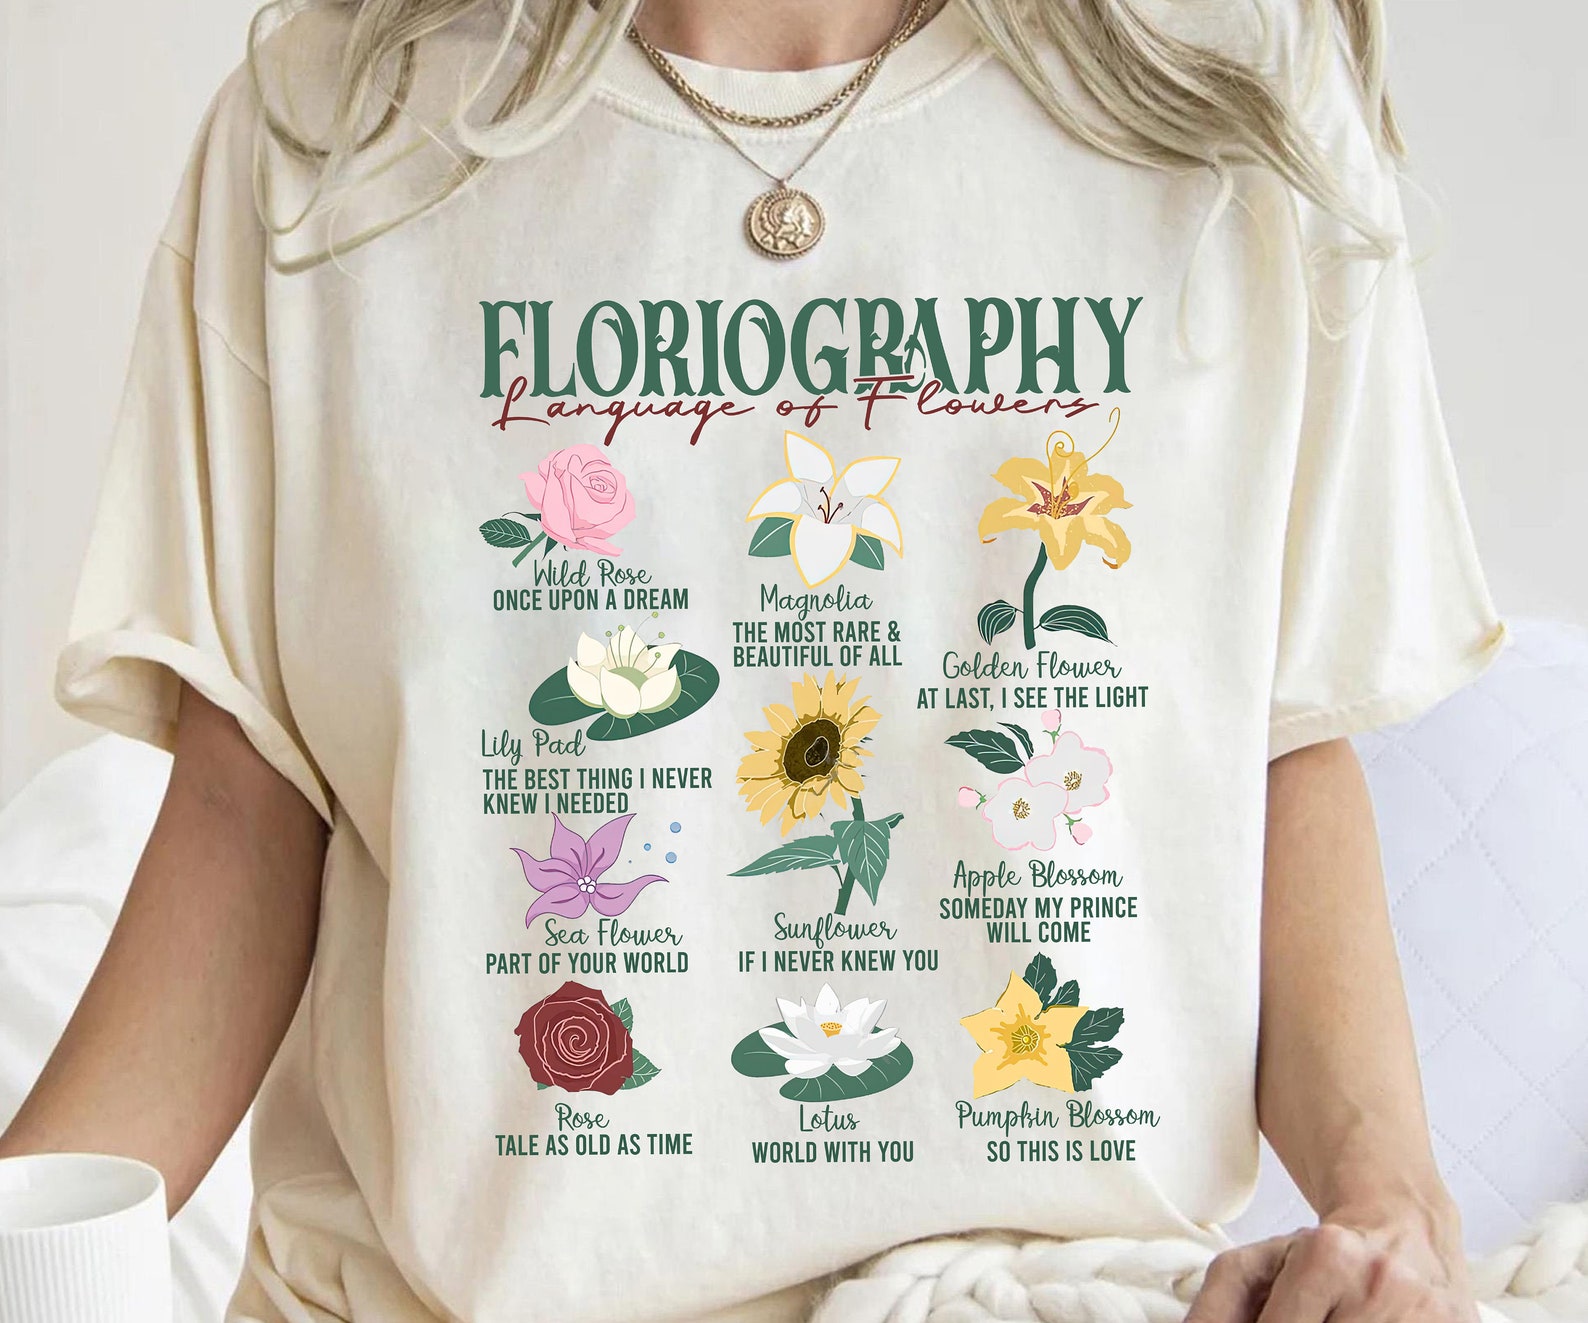 FLORIOGRAPHY
Language of Flowers
Wild Rose
ONCE UPON A DREAM
Magnolia
THE MOST RARE &
BEAUTIFUL OF ALL
Golden Flower
AT LAST, I SEE THE LIGHT
Lily Pad
THE BEST THING I NEVER
KNEW I NEEDED
Sunflower
IF I NEVER KNEW YOU
Apple Blossom
SOMEDAY MY PRINCE
WILL COME
Sea Flower
PART OF YOUR WORLD
Rose
TALE AS OLD AS TIME
Lotus
WORLD WITH YOU
Pumpkin Blossom
SO THIS IS LOVE